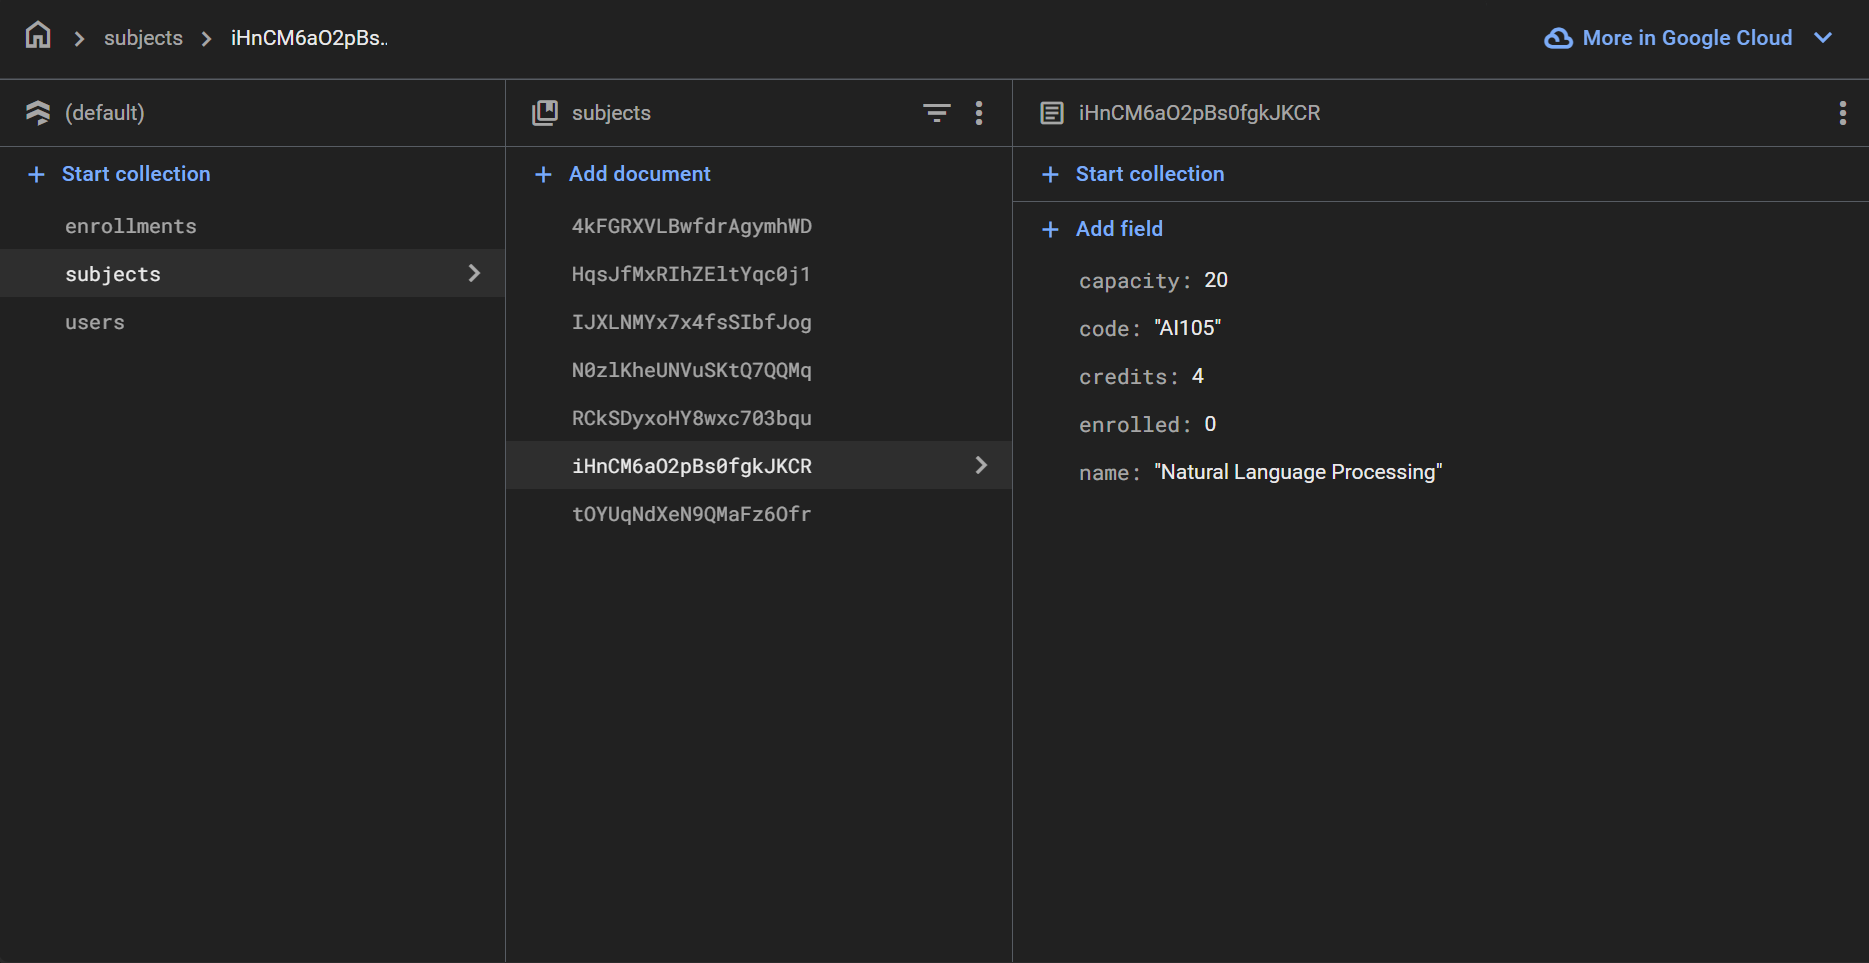 subjects
iHnCM6aO2pBs..
More in Google Cloud
(default)
Start collection
enrollments
subjects
users
subjects
Add document
4kFGRXVLBwfdrAgymhWD
HqsJfMxRIhZEltYqc0j1
IJXLNMYx7x4fsSIbfJog
N0zlKheUNVuSKtQ7QQMq
RCkSDyxoHY8wxc703bqu
iHnCM6aO2pBs0fgkJKCR
tOYUqNdXeN9QMaFz6Ofr
iHnCM6aO2pBs0fgkJKCR
Start collection
Add field
capacity: 20
code: "AI105"
credits: 4
enrolled: 0
name: "Natural Language Processing"